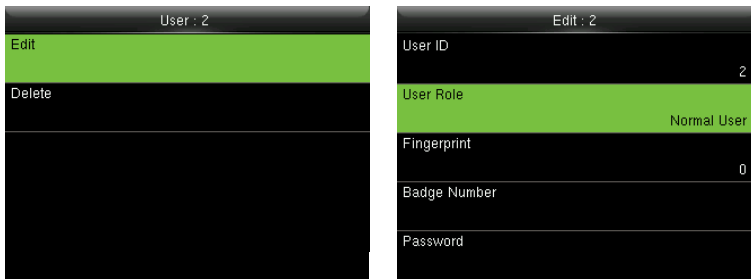 User : 2
Edit
Delete
Edit : 2
User ID
2
User Role
Normal User
Fingerprint
0
Badge Number
Password